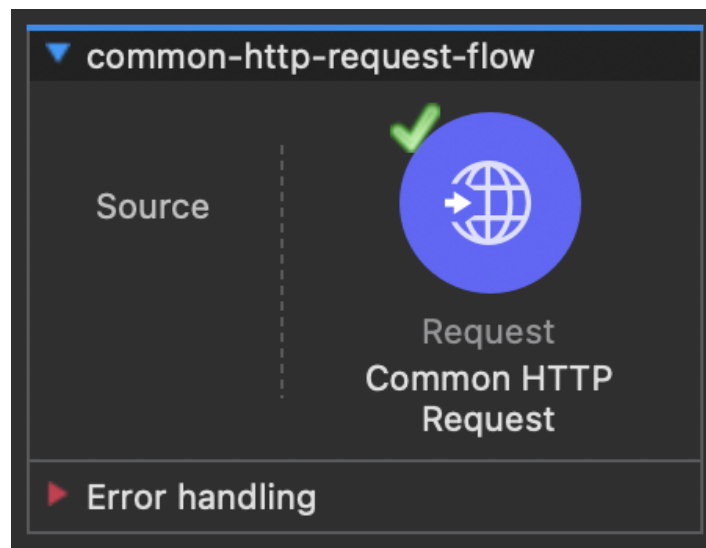 common-http-request-flow
Source
Request
Common HTTP
Request
Error handling